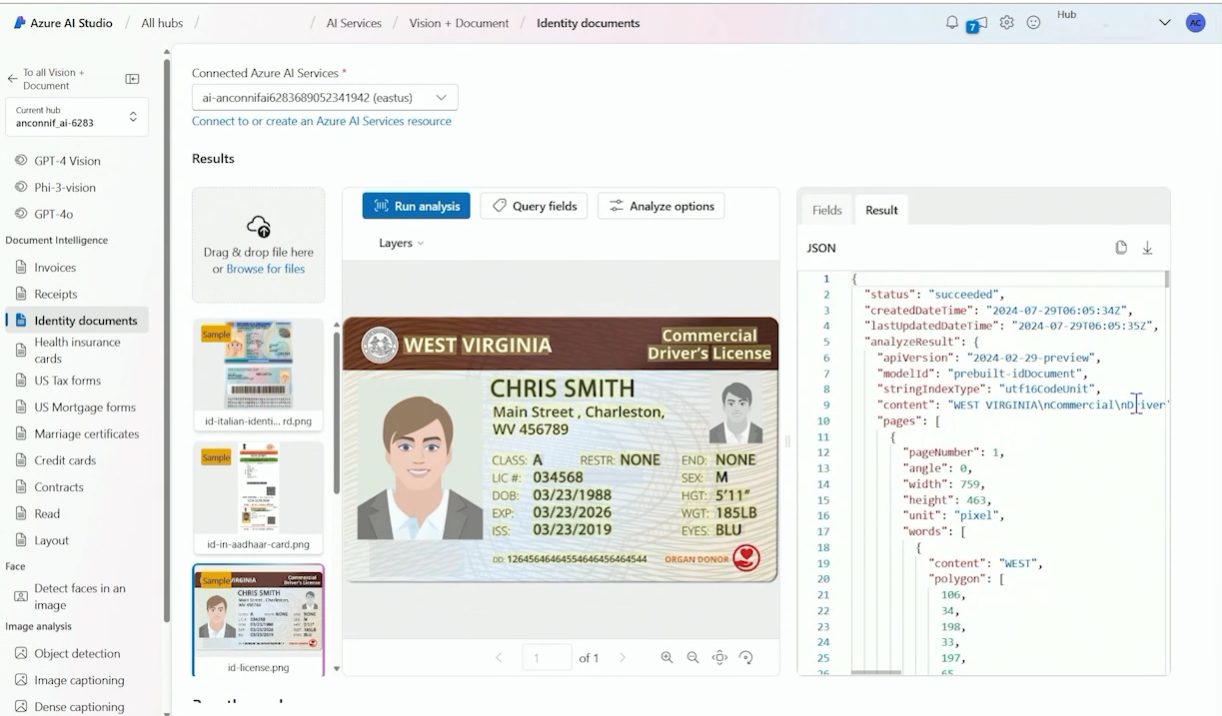 Azure AI Studio / All hubs / / AI Services / Vision + Document / Identity documents
7
Hub
AC
To all Vision + Document
Current hub
anconnif_ai-6283
GPT-4 Vision
Phi-3-vision
GPT-4o
Document Intelligence
Invoices
Receipts
Identity documents
Health insurance
cards
US Tax forms
US Mortgage forms
Marriage certificates
Credit cards
Contracts
Read
Layout
Face
Detect faces in an
image
Image analysis
Object detection
Image captioning
Dense captioning
Connected Azure AI Services *
ai-anconnifai6283689052341942 (eastus)
Connect to or create an Azure AI Services resource
Results
Drag & drop file here
or Browse for files
Sample
id-italian-identi... rd.png
Sample
id-in-aadhaar-card.png
Sample
id-license.png
Run analysis
Query fields
Analyze options
Layers
WEST VIRGINIA
Commercial
Driver's License
CHRIS SMITH
Main Street , Charleston,
WV 456789
CLASS: A RESTR: NONE END: NONE
LIC #: 034568 SEX: M
DOB: 03/23/1988 HGT: 5'11"
EXP: 03/23/2026 WGT: 185LB
ISS: 03/23/2019 EYES: BLU
DD 12645646464554646456464544 ORGAN DONOR
1 of 1
Fields
Result
JSON
1 {
2 "status": "succeeded",
3 "createdDateTime": "2024-07-29T06:05:34Z",
4 "lastUpdatedDateTime": "2024-07-29T06:05:35Z",
5 "analyzeResult": {
6 "apiVersion": "2024-02-29-preview",
7 "modelId": "prebuilt-idDocument",
8 "stringIndexType": "utf16CodeUnit",
9 "content": "WEST VIRGINIA\nCommercial\nDriver'
10 "pages": [
11 {
12 "pageNumber": 1,
13 "angle": 0,
14 "width": 759,
15 "height": 463,
16 "unit": "pixel",
17 "words": [
18 {
19 "content": "WEST",
20 "polygon": [
21 106,
22 34,
23 198,
24 33,
25 197,
26 65